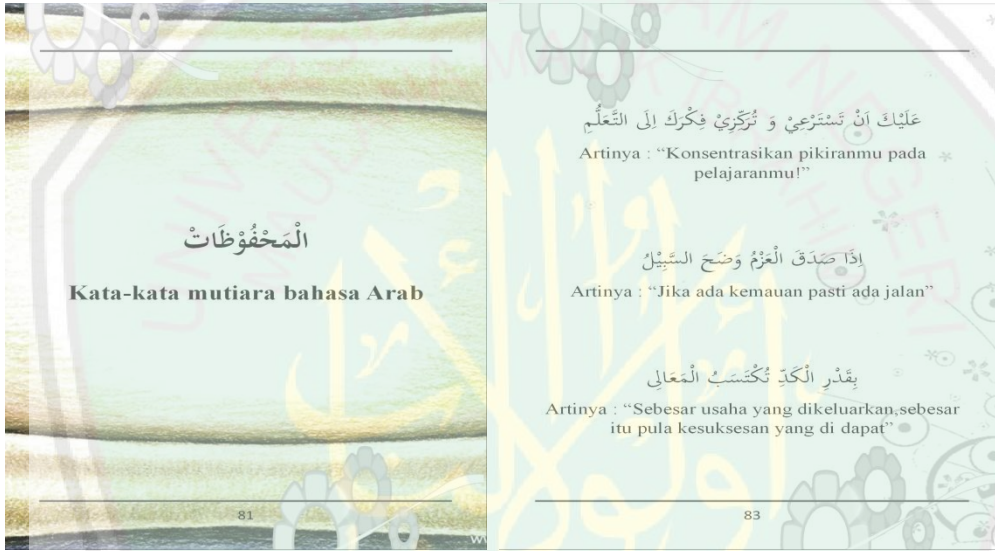 الْمَحْفُوْظَاتْ
Kata-kata mutiara bahasa Arab
81
عَلَيْكَ اَنْ تَسْتَرْعِيْ وَ تُرَكِّزِيْ فِكْرَكَ اِلَى التَّعَلُّمِ
Artinya : “Konsentrasikan pikiranmu pada
pelajaranmu!”
اِذَا صَدَقَ الْعَزْمُ وَضَحَ السَّبِيْلُ
Artinya : “Jika ada kemauan pasti ada jalan”
بِقَدْرِ الْكَدِّ تُكْتَسَبُ الْمَعَالِى
Artinya : “Sebesar usaha yang dikeluarkan,sebesar
itu pula kesuksesan yang di dapat”
83